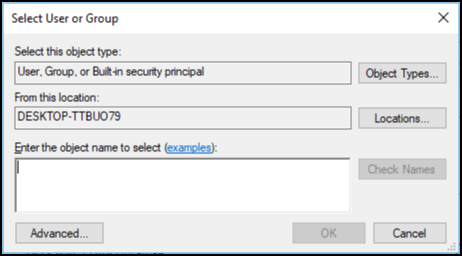 Select User or Group
Select this object type:
User, Group, or Built-in security principal
Object Types...
From this location:
DESKTOP-TTBUO79
Locations...
Enter the object name to select (examples):
Check Names
Advanced...
OK
Cancel